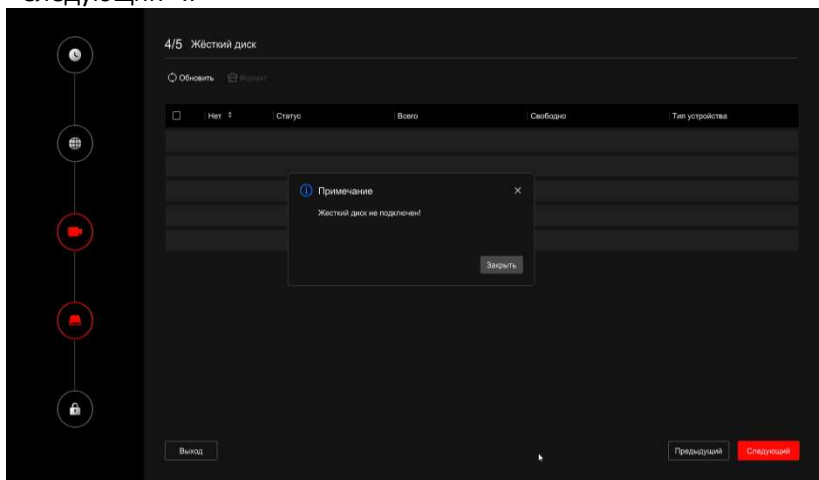 4/5 Жёсткий диск
Обновить Формат
Нет Статус Всего Свободно Тип устройства
Примечание
Жесткий диск не подключен!
Закрыть
Выход Предыдущий Следующий